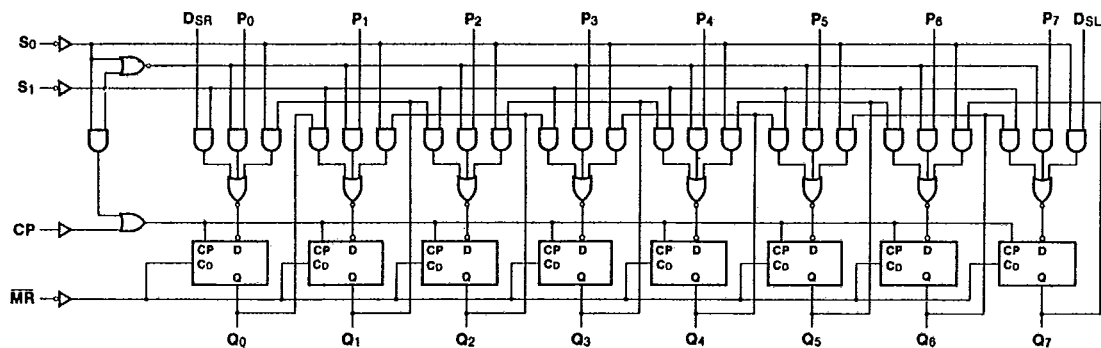 DSR P0 P1 P2 P3 P4 P5 P6 P7 DSL
S0
S1
CP
CP D CP D CP D CP D CP D CP D CP D CP D
CD CD CD CD CD CD CD CD
Q Q Q Q Q Q Q Q
MR
Q0 Q1 Q2 Q3 Q4 Q5 Q6 Q7